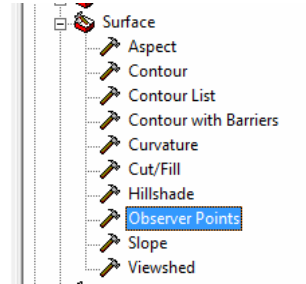 Surface
Aspect
Contour
Contour List
Contour with Barriers
Curvature
Cut/Fill
Hillshade
Observer Points
Slope
Viewshed